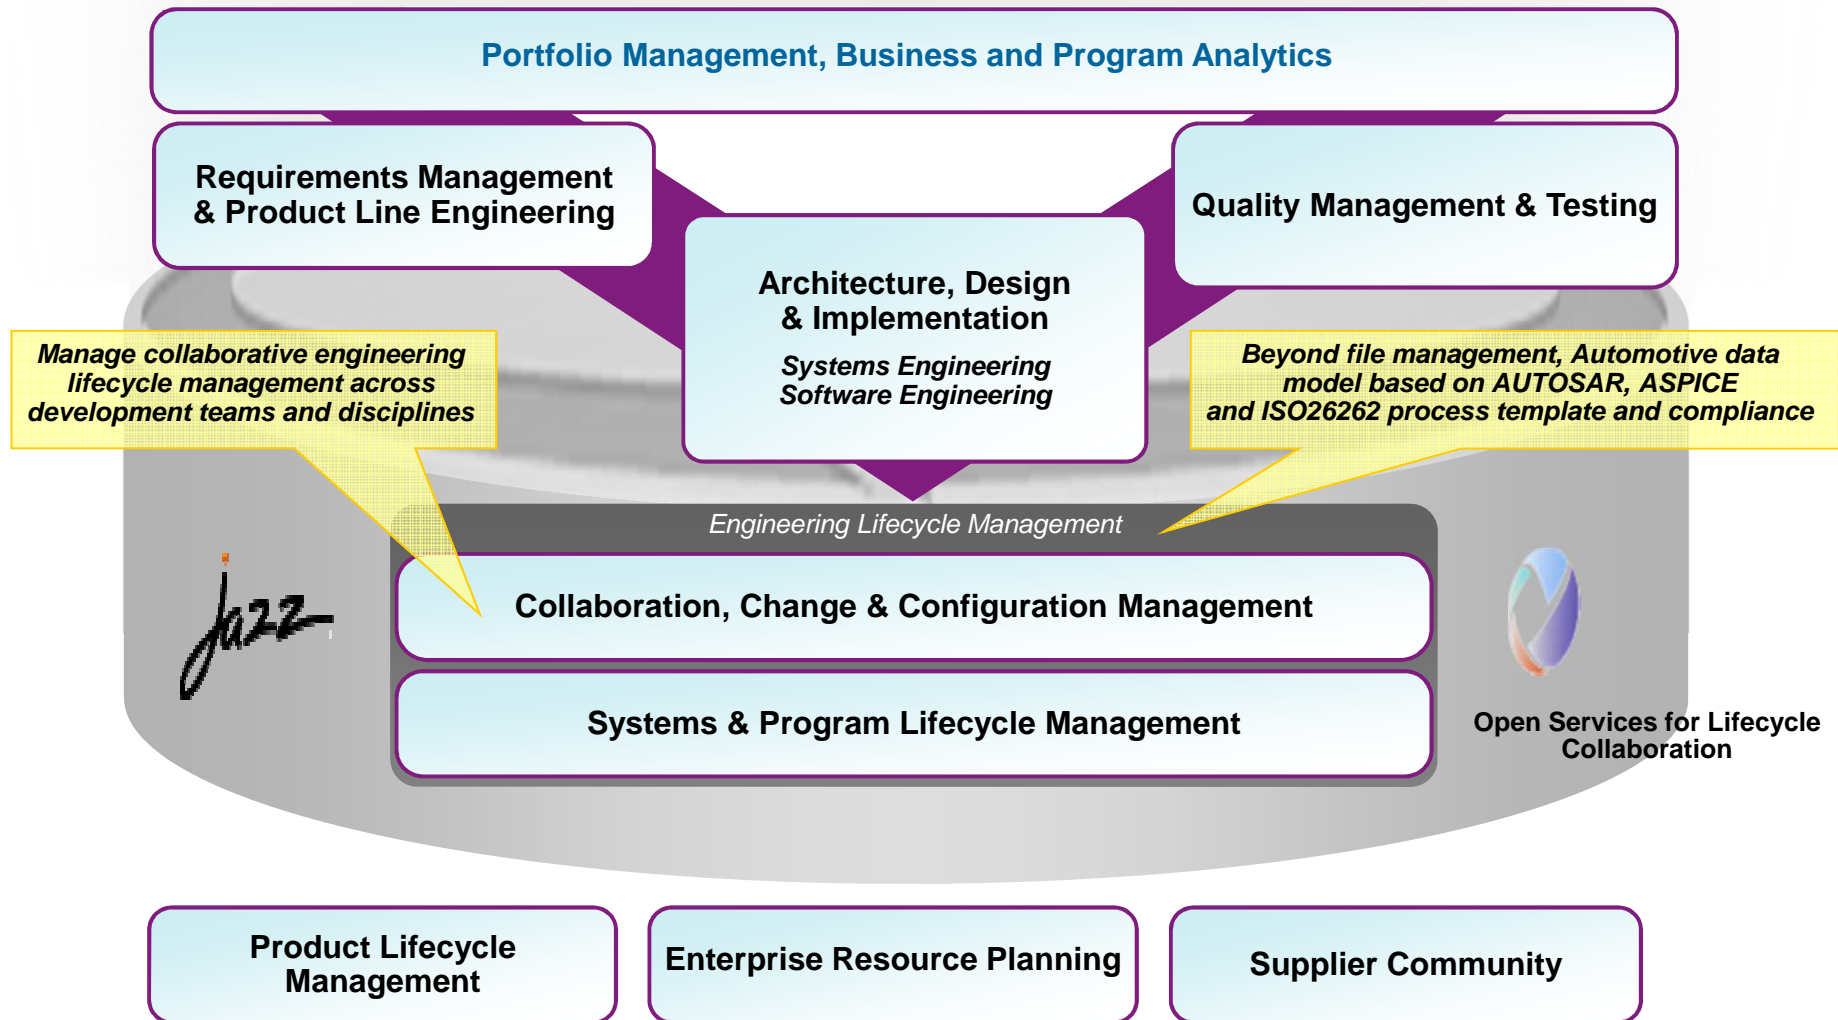 Portfolio Management, Business and Program Analytics
Requirements Management
& Product Line Engineering
Quality Management & Testing
Architecture, Design
& Implementation
Systems Engineering
Software Engineering
Manage collaborative engineering
lifecycle management across
development teams and disciplines
Beyond file management, Automotive data
model based on AUTOSAR, ASPICE
and ISO26262 process template and compliance
Engineering Lifecycle Management
jazz
Collaboration, Change & Configuration Management
Systems & Program Lifecycle Management
Open Services for Lifecycle
Collaboration
Product Lifecycle
Management
Enterprise Resource Planning
Supplier Community